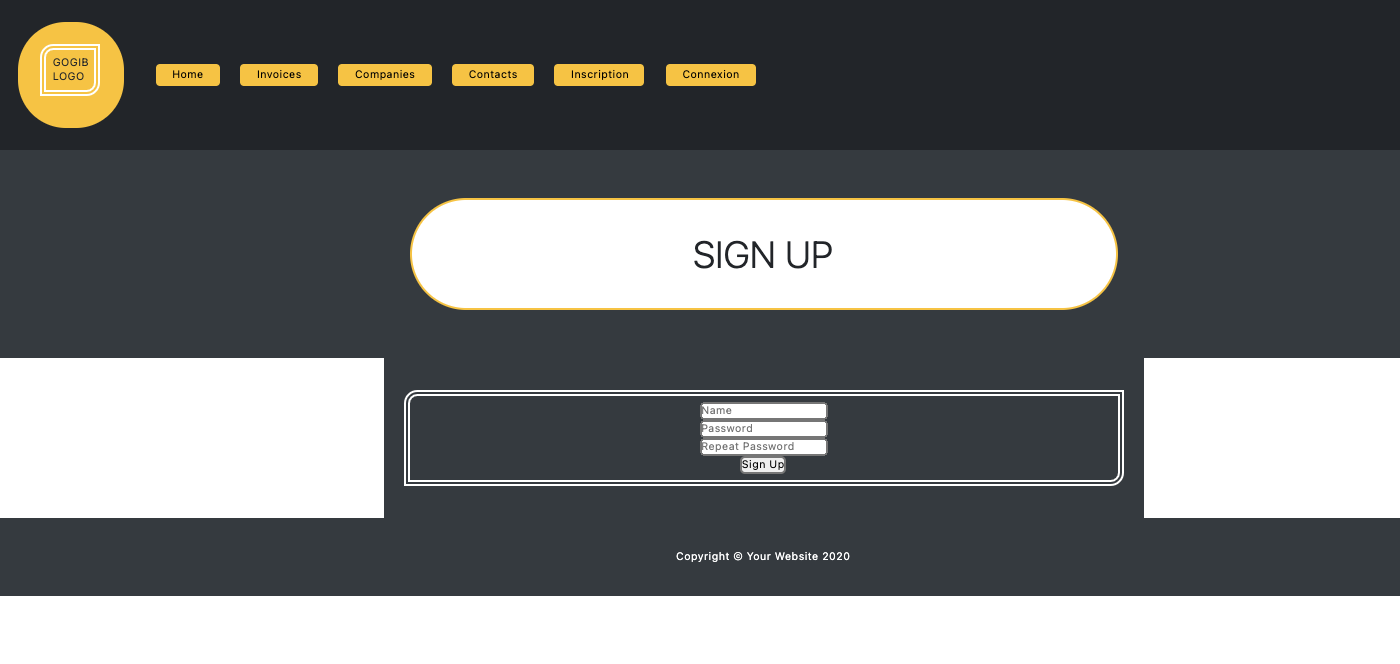 GOGIB
LOGO
Home
Invoices
Companies
Contacts
Inscription
Connexion
SIGN UP
Name
Password
Repeat Password
Sign Up
Copyright © Your Website 2020